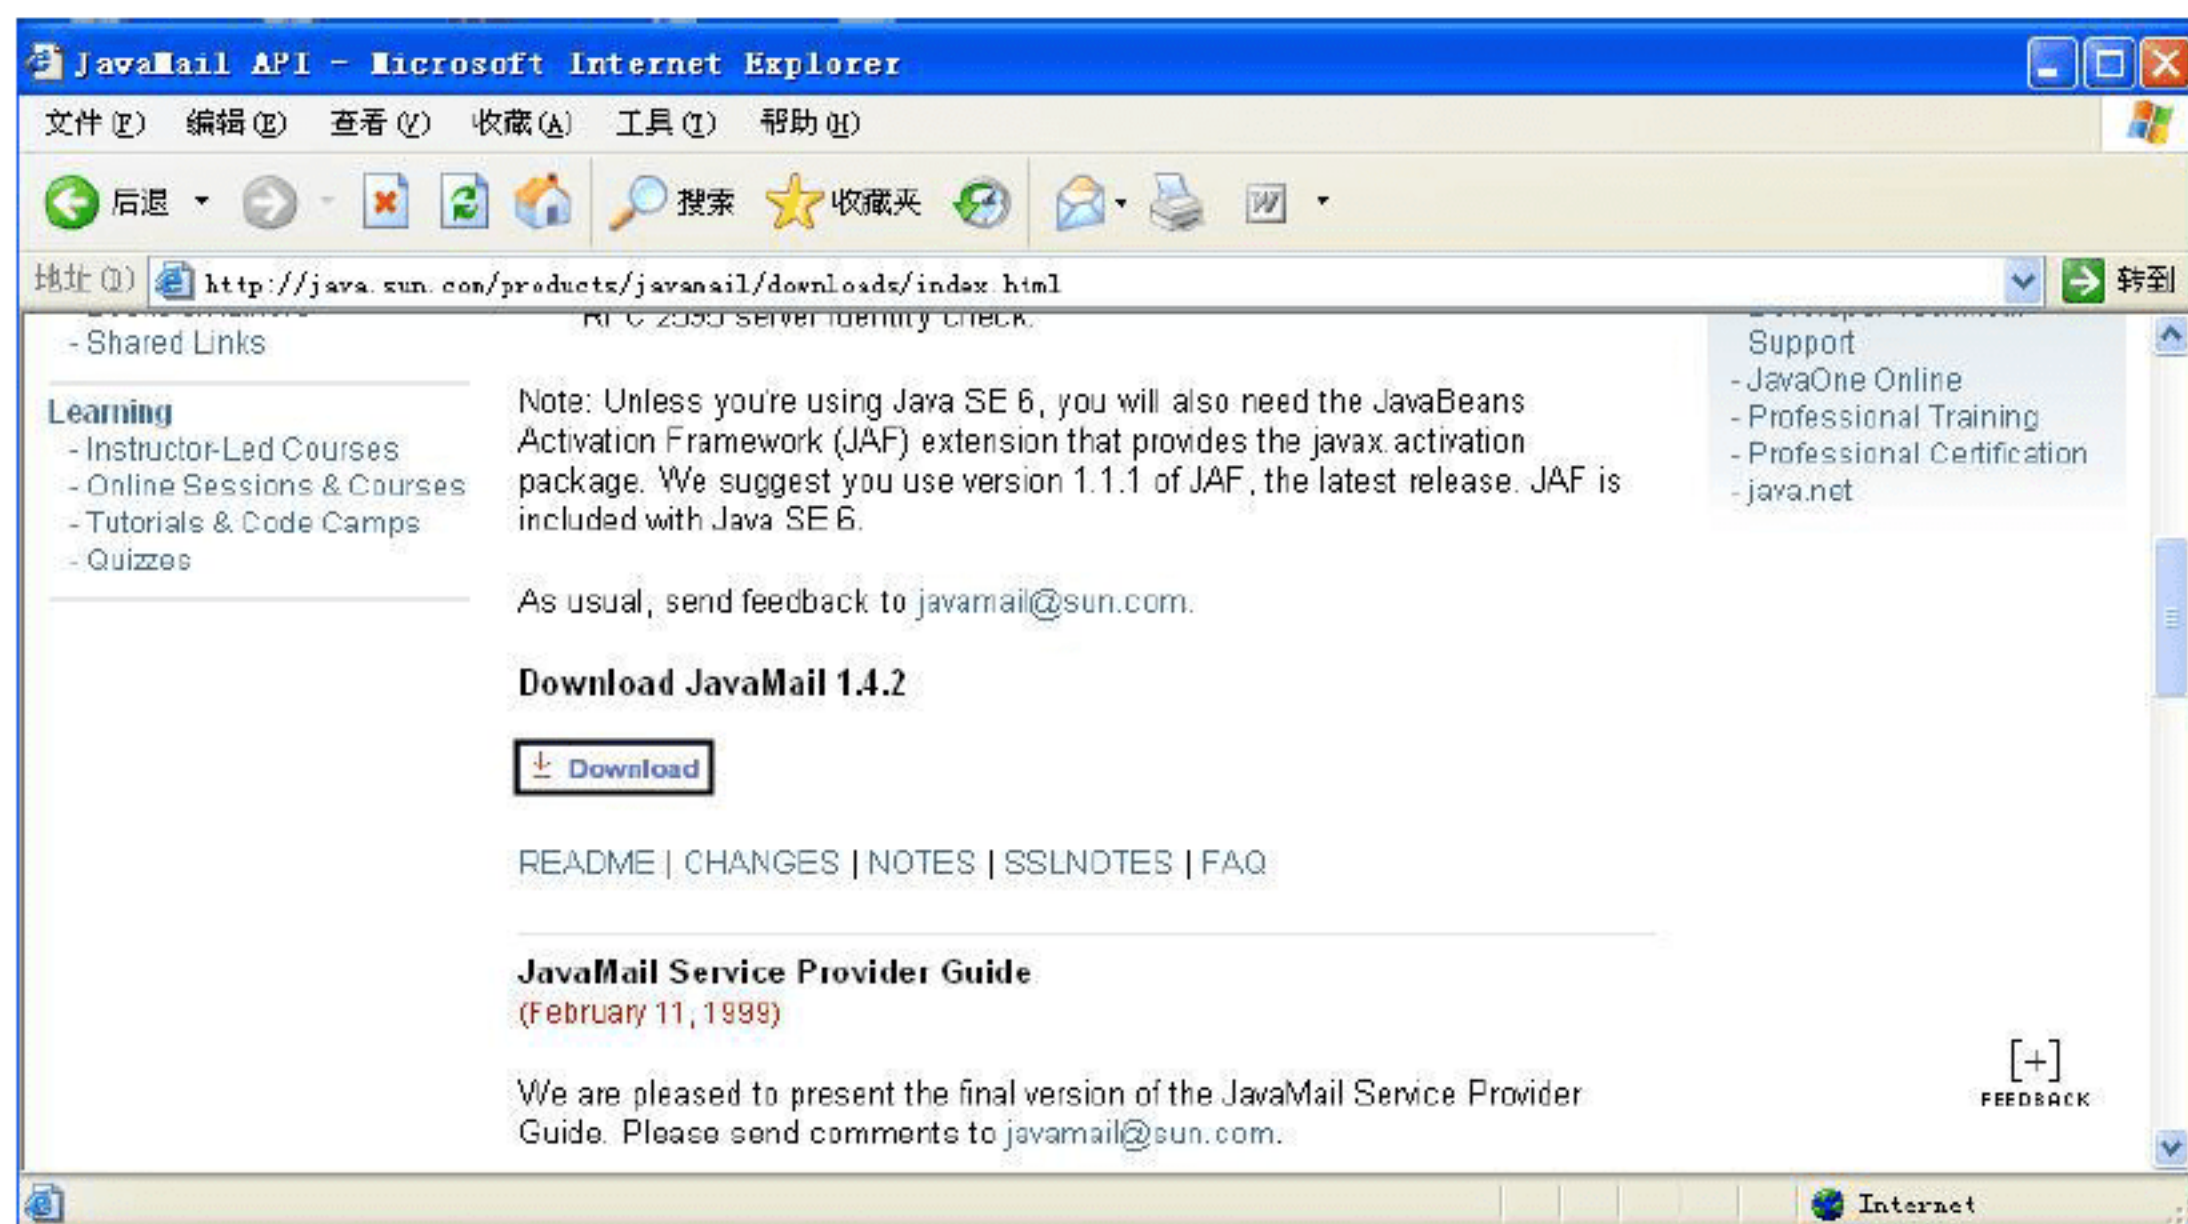 JavaMail API - Microsoft Internet Explorer
文件(F) 编辑(E) 查看(V) 收藏(A) 工具(T) 帮助(H)
后退 搜索 收藏夹
地址(D) http://java.sun.com/products/javamail/downloads/index.html 转到
- Shared Links
Learning
- Instructor-Led Courses
- Online Sessions & Courses
- Tutorials & Code Camps
- Quizzes
RFC 2595 server identity check.
Note: Unless you're using Java SE 6, you will also need the JavaBeans
Activation Framework (JAF) extension that provides the javax.activation
package. We suggest you use version 1.1.1 of JAF, the latest release. JAF is
included with Java SE 6.
As usual, send feedback to javamail@sun.com.
Download JavaMail 1.4.2
Download
README | CHANGES | NOTES | SSLNOTES | FAQ
JavaMail Service Provider Guide
(February 11, 1999)
We are pleased to present the final version of the JavaMail Service Provider
Guide. Please send comments to javamail@sun.com.
Developer Technical
Support
- JavaOne Online
- Professional Training
- Professional Certification
- java.net
[+]
FEEDBACK
Internet